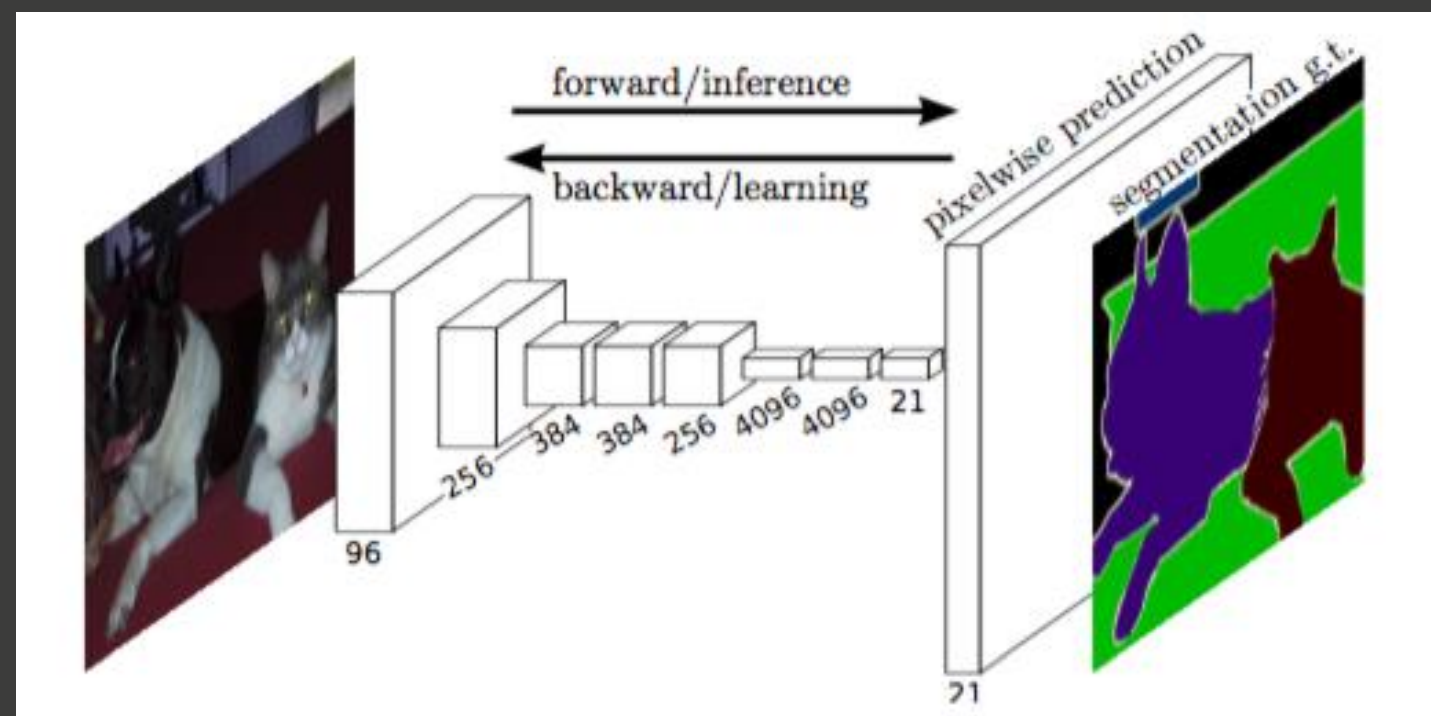 forward/inference
backward/learning
pixelwise prediction
segmentation g.t.
96
256
384
384
256
4096
4096
21
21